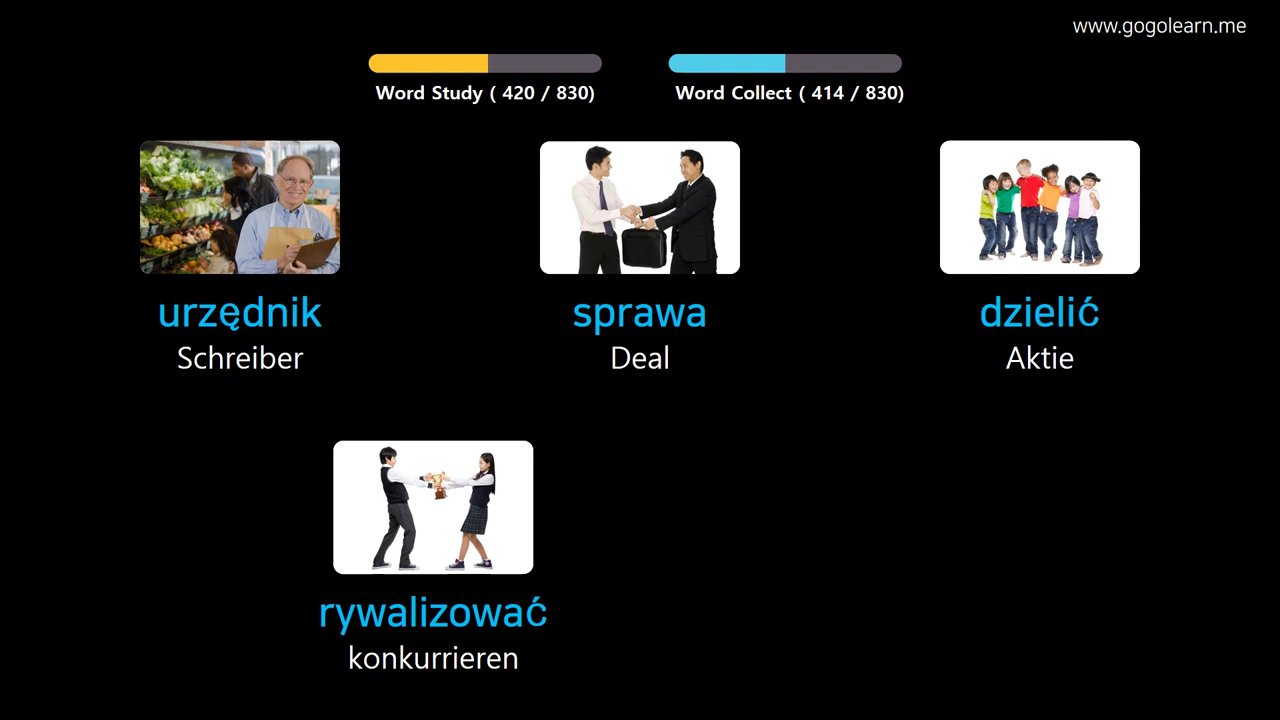 www.gogolearn.me
Word Study ( 420 / 830)
Word Collect ( 414 / 830)
urzędnik
Schreiber
sprawa
Deal
dzielić
Aktie
rywalizować
konkurrieren